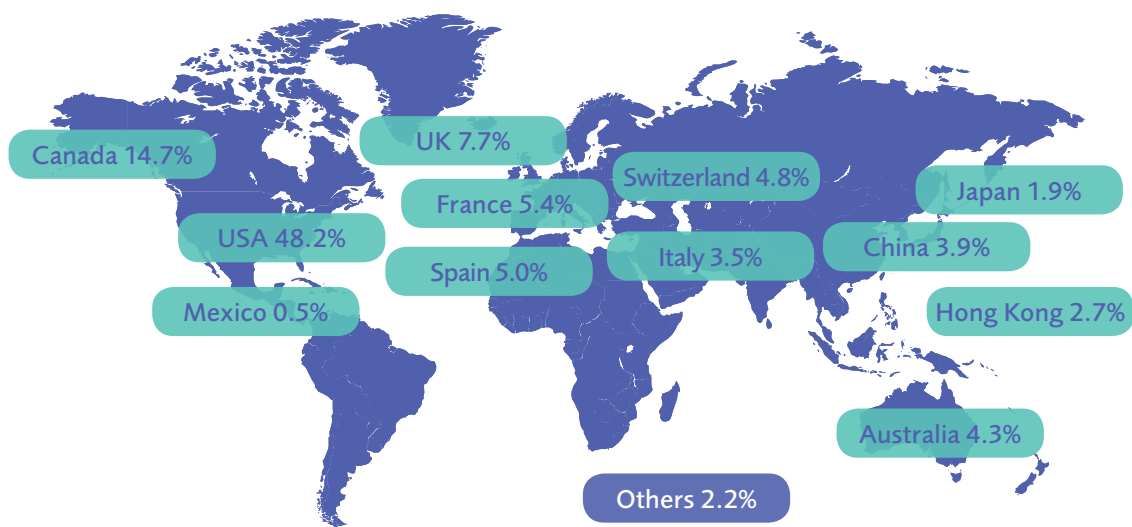 Canada 14.7%
UK 7.7%
Switzerland 4.8%
Japan 1.9%
France 5.4%
USA 48.2%
China 3.9%
Italy 3.5%
Spain 5.0%
Mexico 0.5%
Hong Kong 2.7%
Australia 4.3%
Others 2.2%